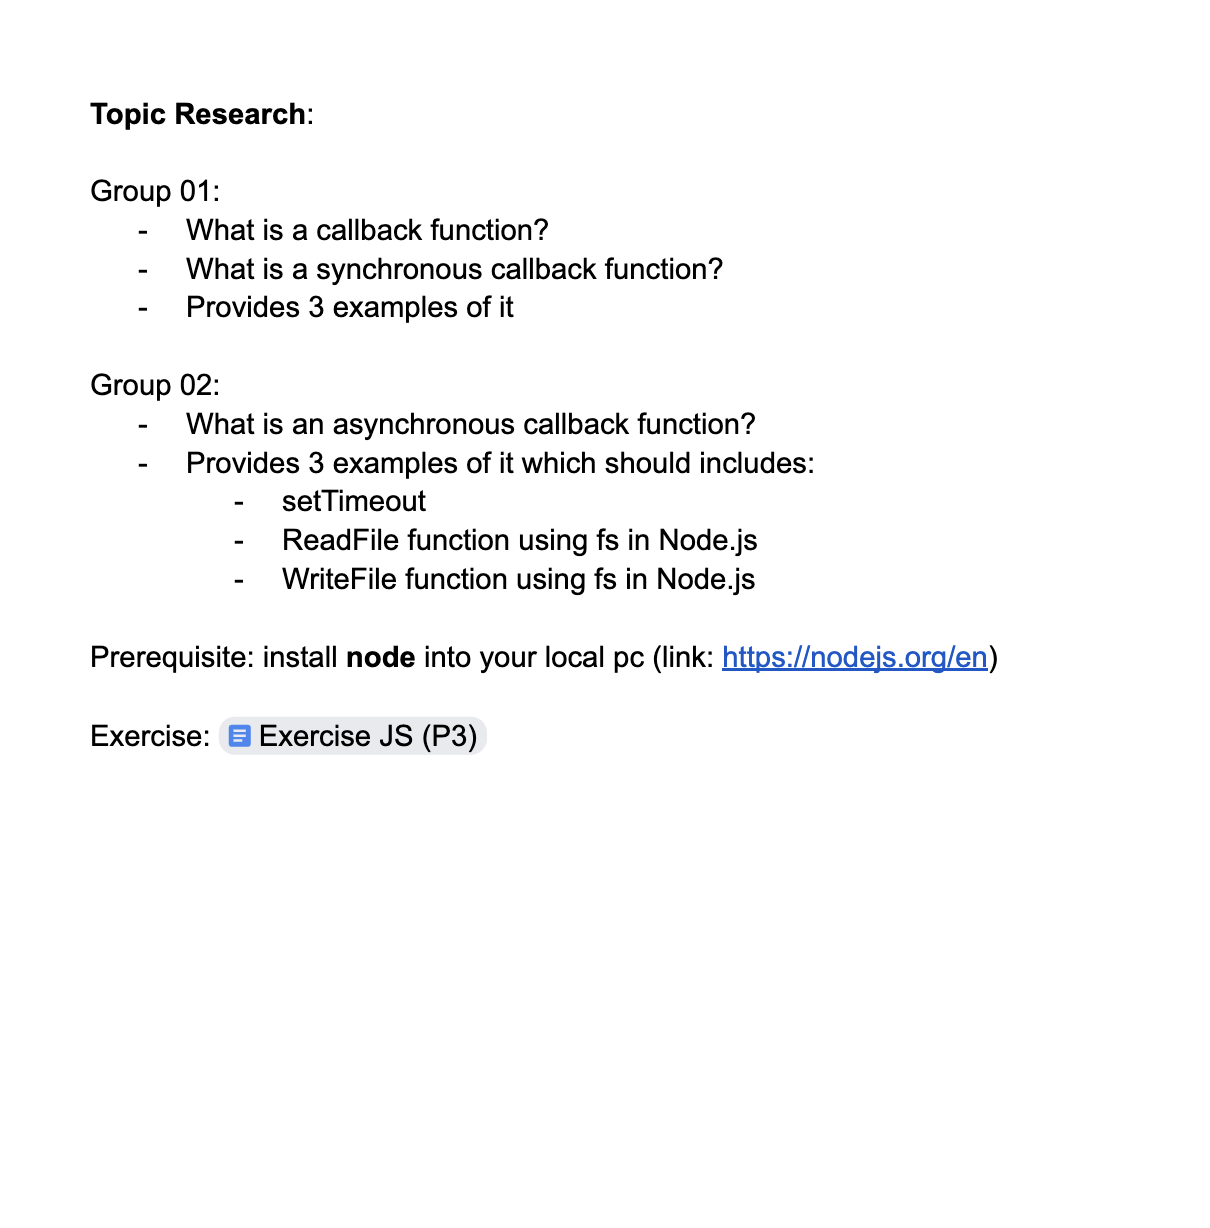 Topic Research:
Group 01:
- What is a callback function?
- What is a synchronous callback function?
- Provides 3 examples of it
Group 02:
- What is an asynchronous callback function?
- Provides 3 examples of it which should includes:
- setTimeout
- ReadFile function using fs in Node.js
- WriteFile function using fs in Node.js
Prerequisite: install node into your local pc (link: https://nodejs.org/en)
Exercise: Exercise JS (P3)